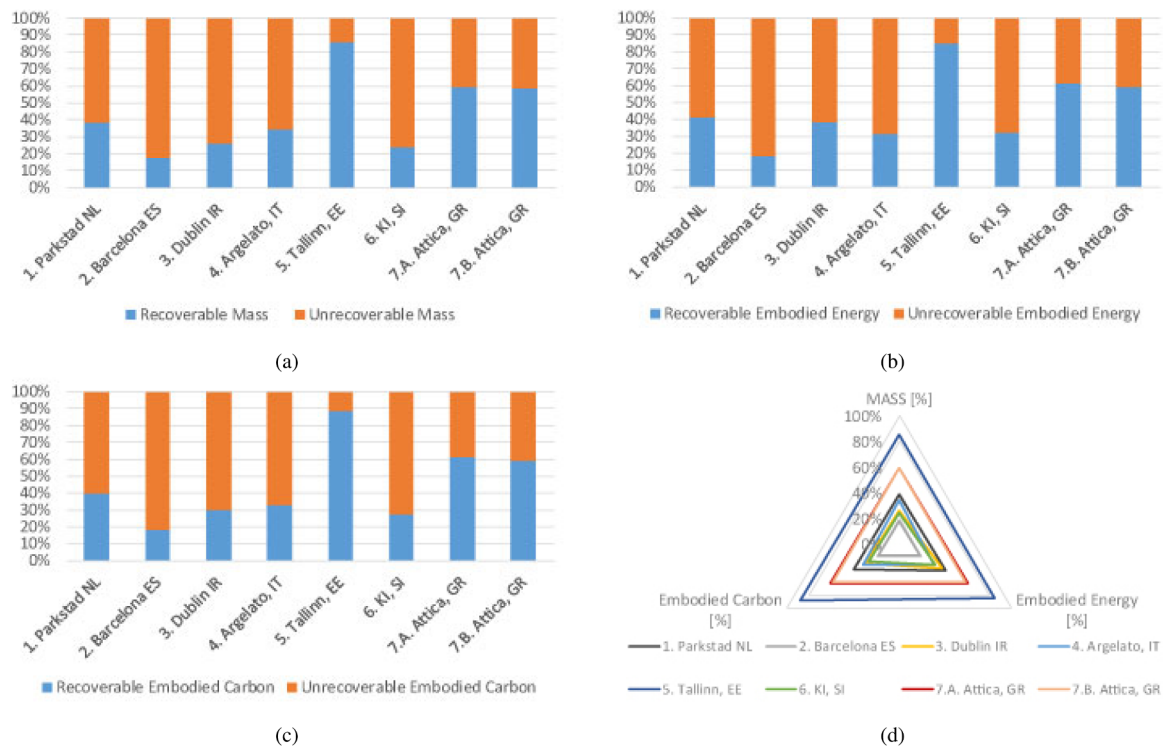 100%
90%
80%
70%
60%
50%
40%
30%
20%
10%
0%
1. Parkstad NL
2. Barcelona ES
3. Dublin IR
4. Argelato, IT
5. Tallinn, EE
6. KI, SI
7.A. Attica, GR
7.B. Attica, GR
Recoverable Mass
Unrecoverable Mass
(a)
100%
90%
80%
70%
60%
50%
40%
30%
20%
10%
0%
1. Parkstad NL
2. Barcelona ES
3. Dublin IR
4. Argelato, IT
5. Tallinn, EE
6. KI, SI
7.A. Attica, GR
7.B. Attica, GR
Recoverable Embodied Energy
Unrecoverable Embodied Energy
(b)
100%
90%
80%
70%
60%
50%
40%
30%
20%
10%
0%
1. Parkstad NL
2. Barcelona ES
3. Dublin IR
4. Argelato, IT
5. Tallinn, EE
6. KI, SI
7.A. Attica, GR
7.B. Attica, GR
Recoverable Embodied Carbon
Unrecoverable Embodied Carbon
(c)
MASS [%]
100%
80%
60%
40%
20%
0%
Embodied Carbon
[%]
Embodied Energy
[%]
1. Parkstad NL
2. Barcelona ES
3. Dublin IR
4. Argelato, IT
5. Tallinn, EE
6. KI, SI
7.A. Attica, GR
7.B. Attica, GR
(d)